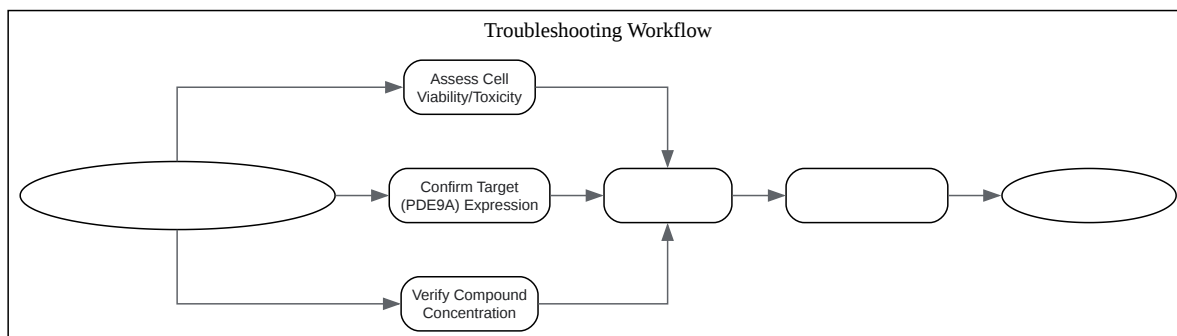 Troubleshooting Workflow
Assess Cell
Viability/Toxicity
Confirm Target
(PDE9A) Expression
Verify Compound
Concentration